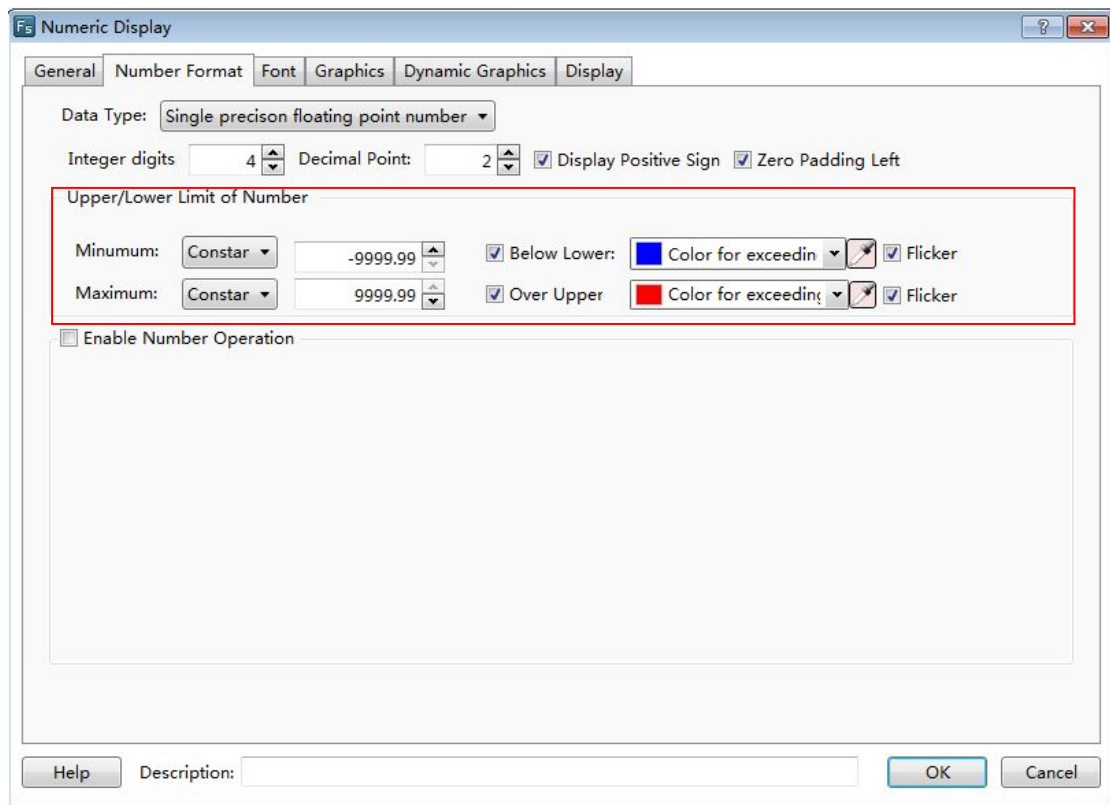 Fs Numeric Display
General Number Format Font Graphics Dynamic Graphics Display
Data Type: Single precison floating point number
Integer digits 4 Decimal Point: 2 Display Positive Sign Zero Padding Left
Upper/Lower Limit of Number
Minumum: Constar -9999.99 Below Lower: Color for exceedin Flicker
Maximum: Constar 9999.99 Over Upper Color for exceeding Flicker
Enable Number Operation
Help Description: OK Cancel